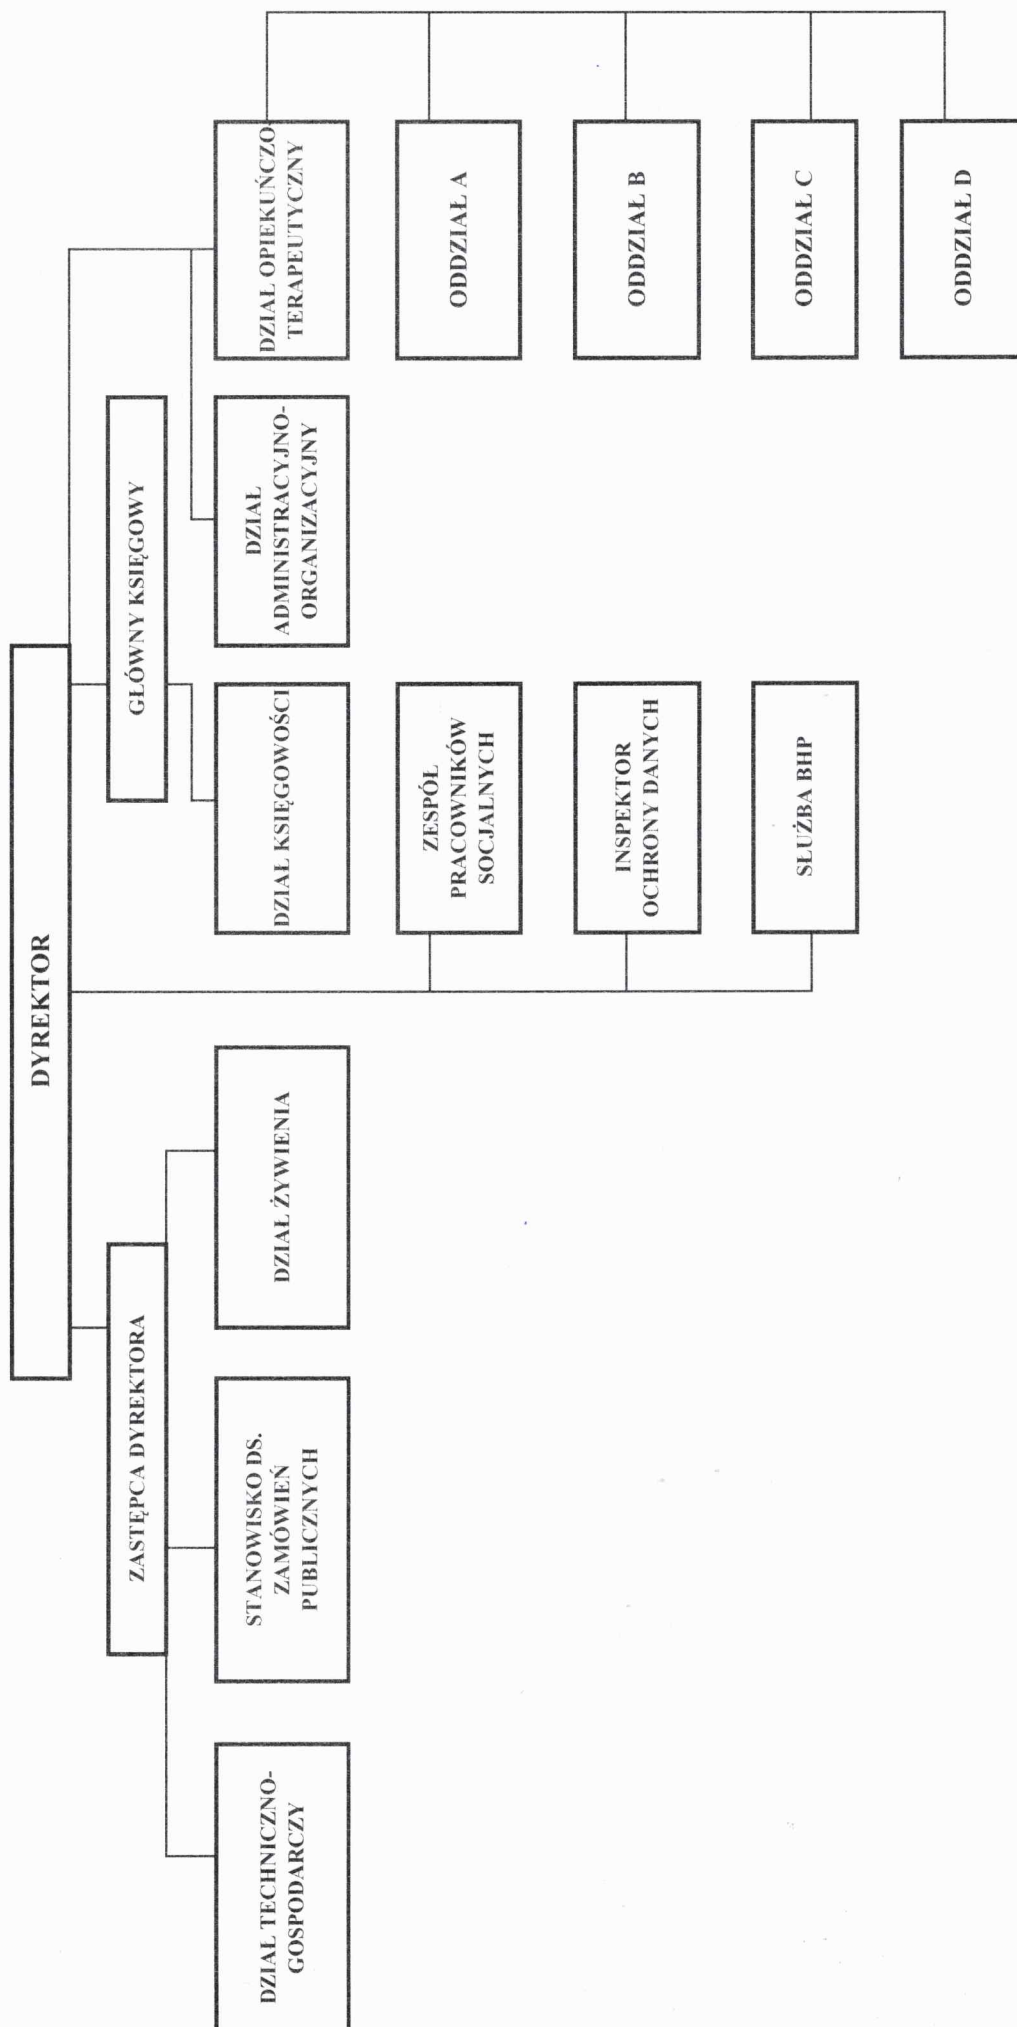 DYREKTOR
ZASTĘPCA DYREKTORA
GŁÓWNY KSIĘGOWY
DZIAŁ TECHNICZNO-
GOSPODARCZY
STANOWISKO DS.
ZAMÓWIEŃ
PUBLICZNYCH
DZIAŁ ŻYWIENIA
DZIAŁ KSIĘGOWOŚCI
DZIAŁ
ADMINISTRACYJNO-
ORGANIZACYJNY
DZIAŁ OPIEKUŃCZO
TERAPEUTYCZNY
ZESPÓŁ
PRACOWNIKÓW
SOCJALNYCH
ODDZIAŁ A
INSPEKTOR
OCHRONY DANYCH
ODDZIAŁ B
SŁUŻBA BHP
ODDZIAŁ C
ODDZIAŁ D